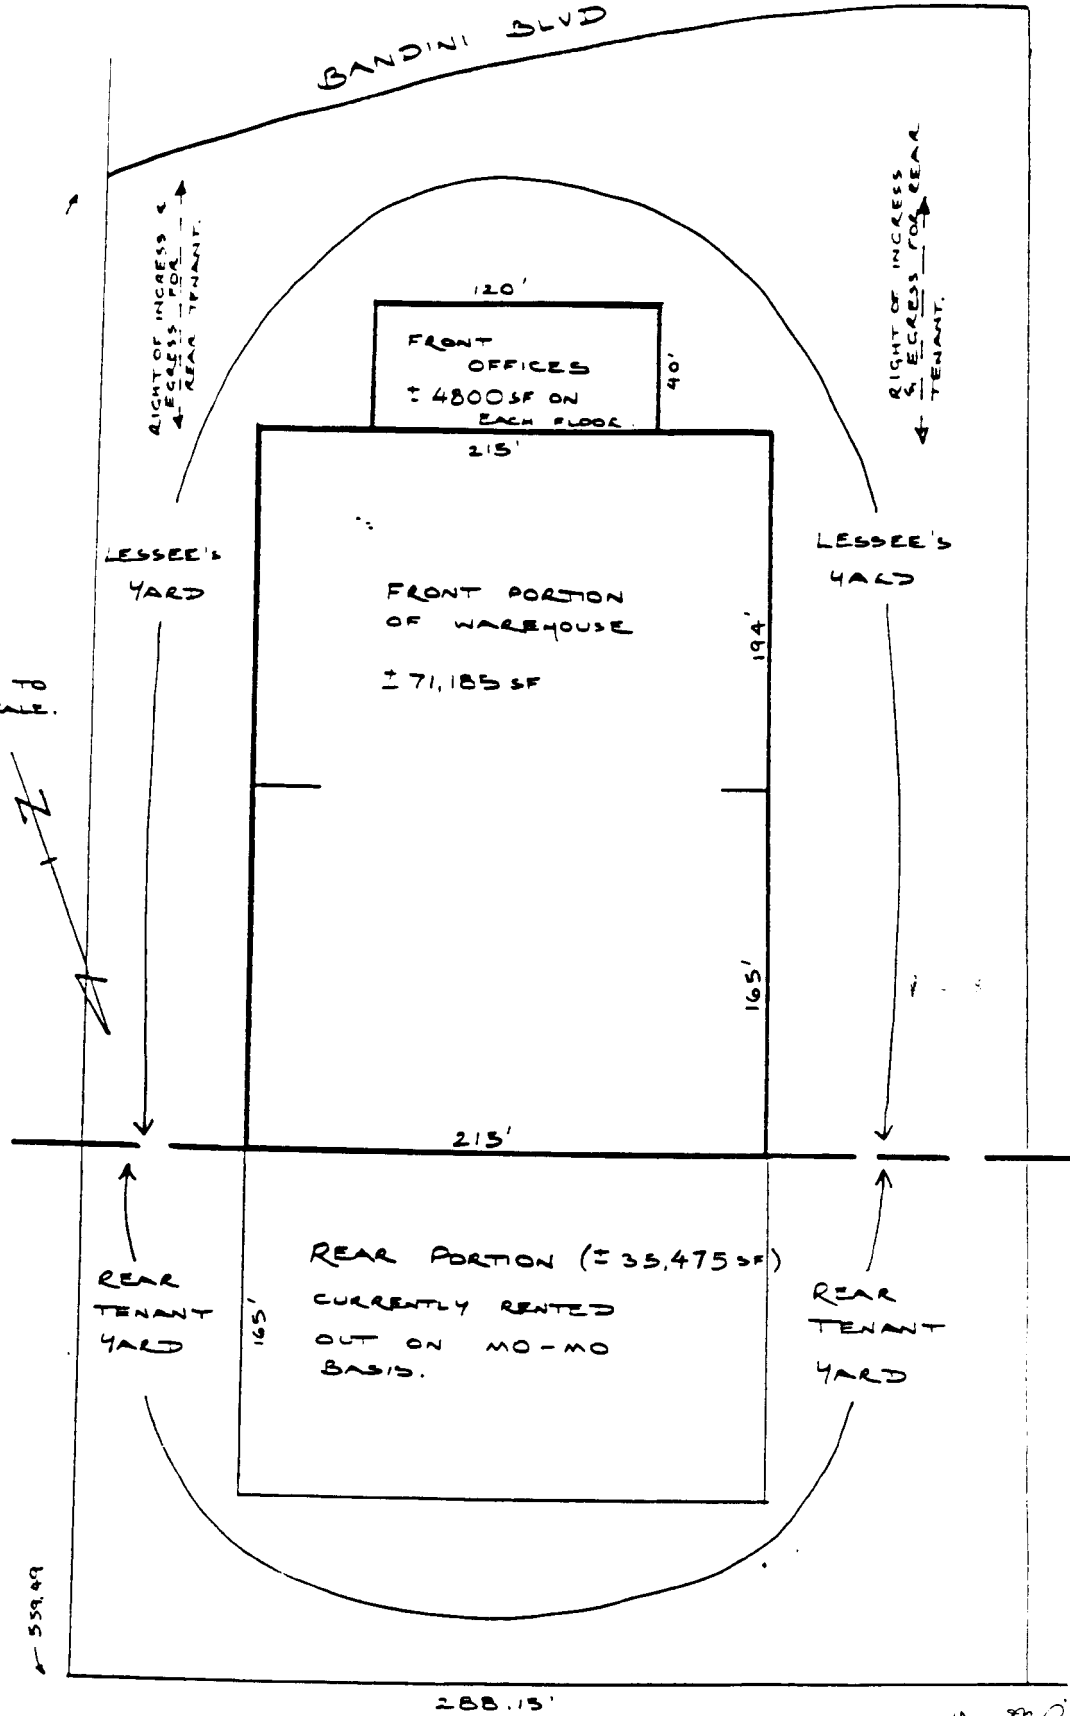 BANDINI BLVD
RIGHT OF INGRESS &
EGRESS FOR
REAR TENANT.
RIGHT OF INGRESS
& EGRESS FOR REAR
TENANT.
120'
FRONT
OFFICES
± 4800 SF ON
EACH FLOOR.
40'
215'
LESSEE'S
YARD
LESSEE'S
YARD
FRONT PORTION
OF WAREHOUSE
± 71,185 SF
194'
N
165'
215'
REAR PORTION (± 35,475 SF)
CURRENTLY RENTED
OUT ON MO-MO
BASIS.
165'
REAR
TENANT
YARD
REAR
TENANT
YARD
559.49
288.15'